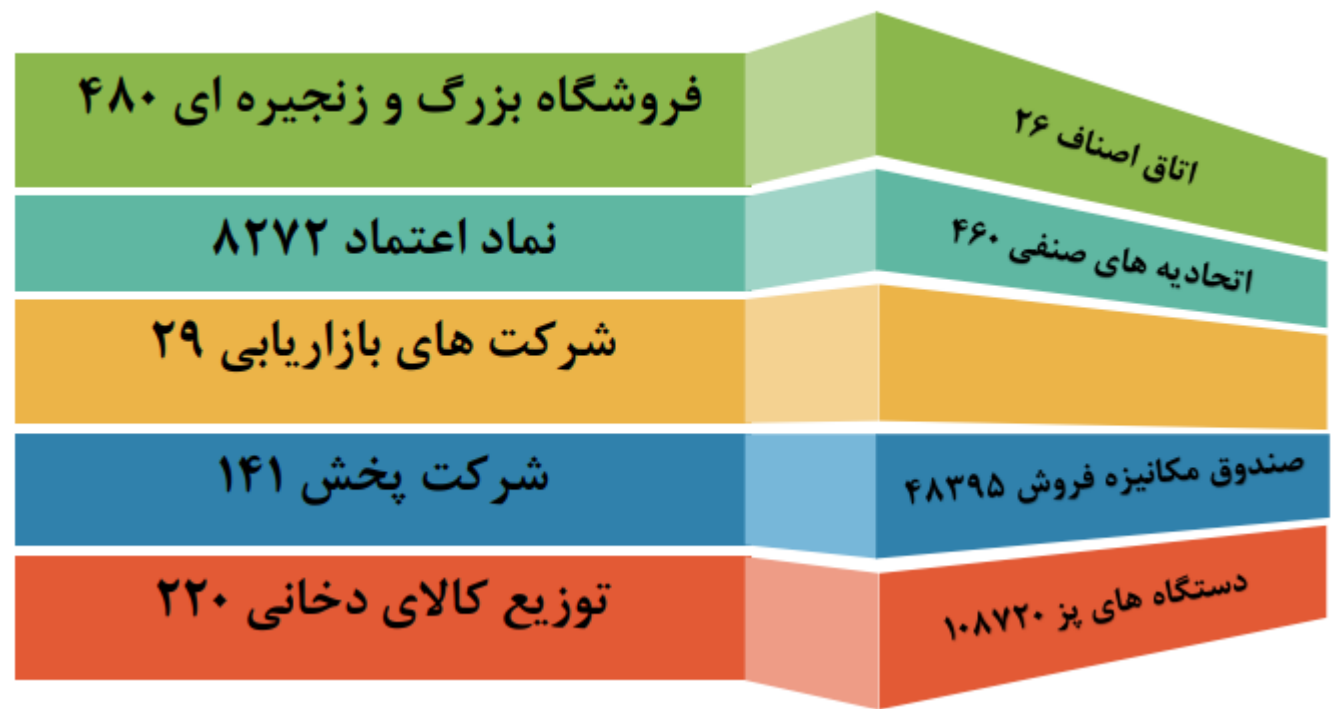 اتاق اصناف ۲۶
فروشگاه بزرگ و زنجیره ای ۴۸۰
اتحادیه های صنفی ۴۶۰
نماد اعتماد ۸۲۷۲
شرکت های بازاریابی ۲۹
صندوق مکانیزه فروش ۴۸۳۹۵
شرکت پخش ۱۴۱
دستگاه های پز ۱۰۸۷۲۰
توزیع کالای دخانی ۲۲۰